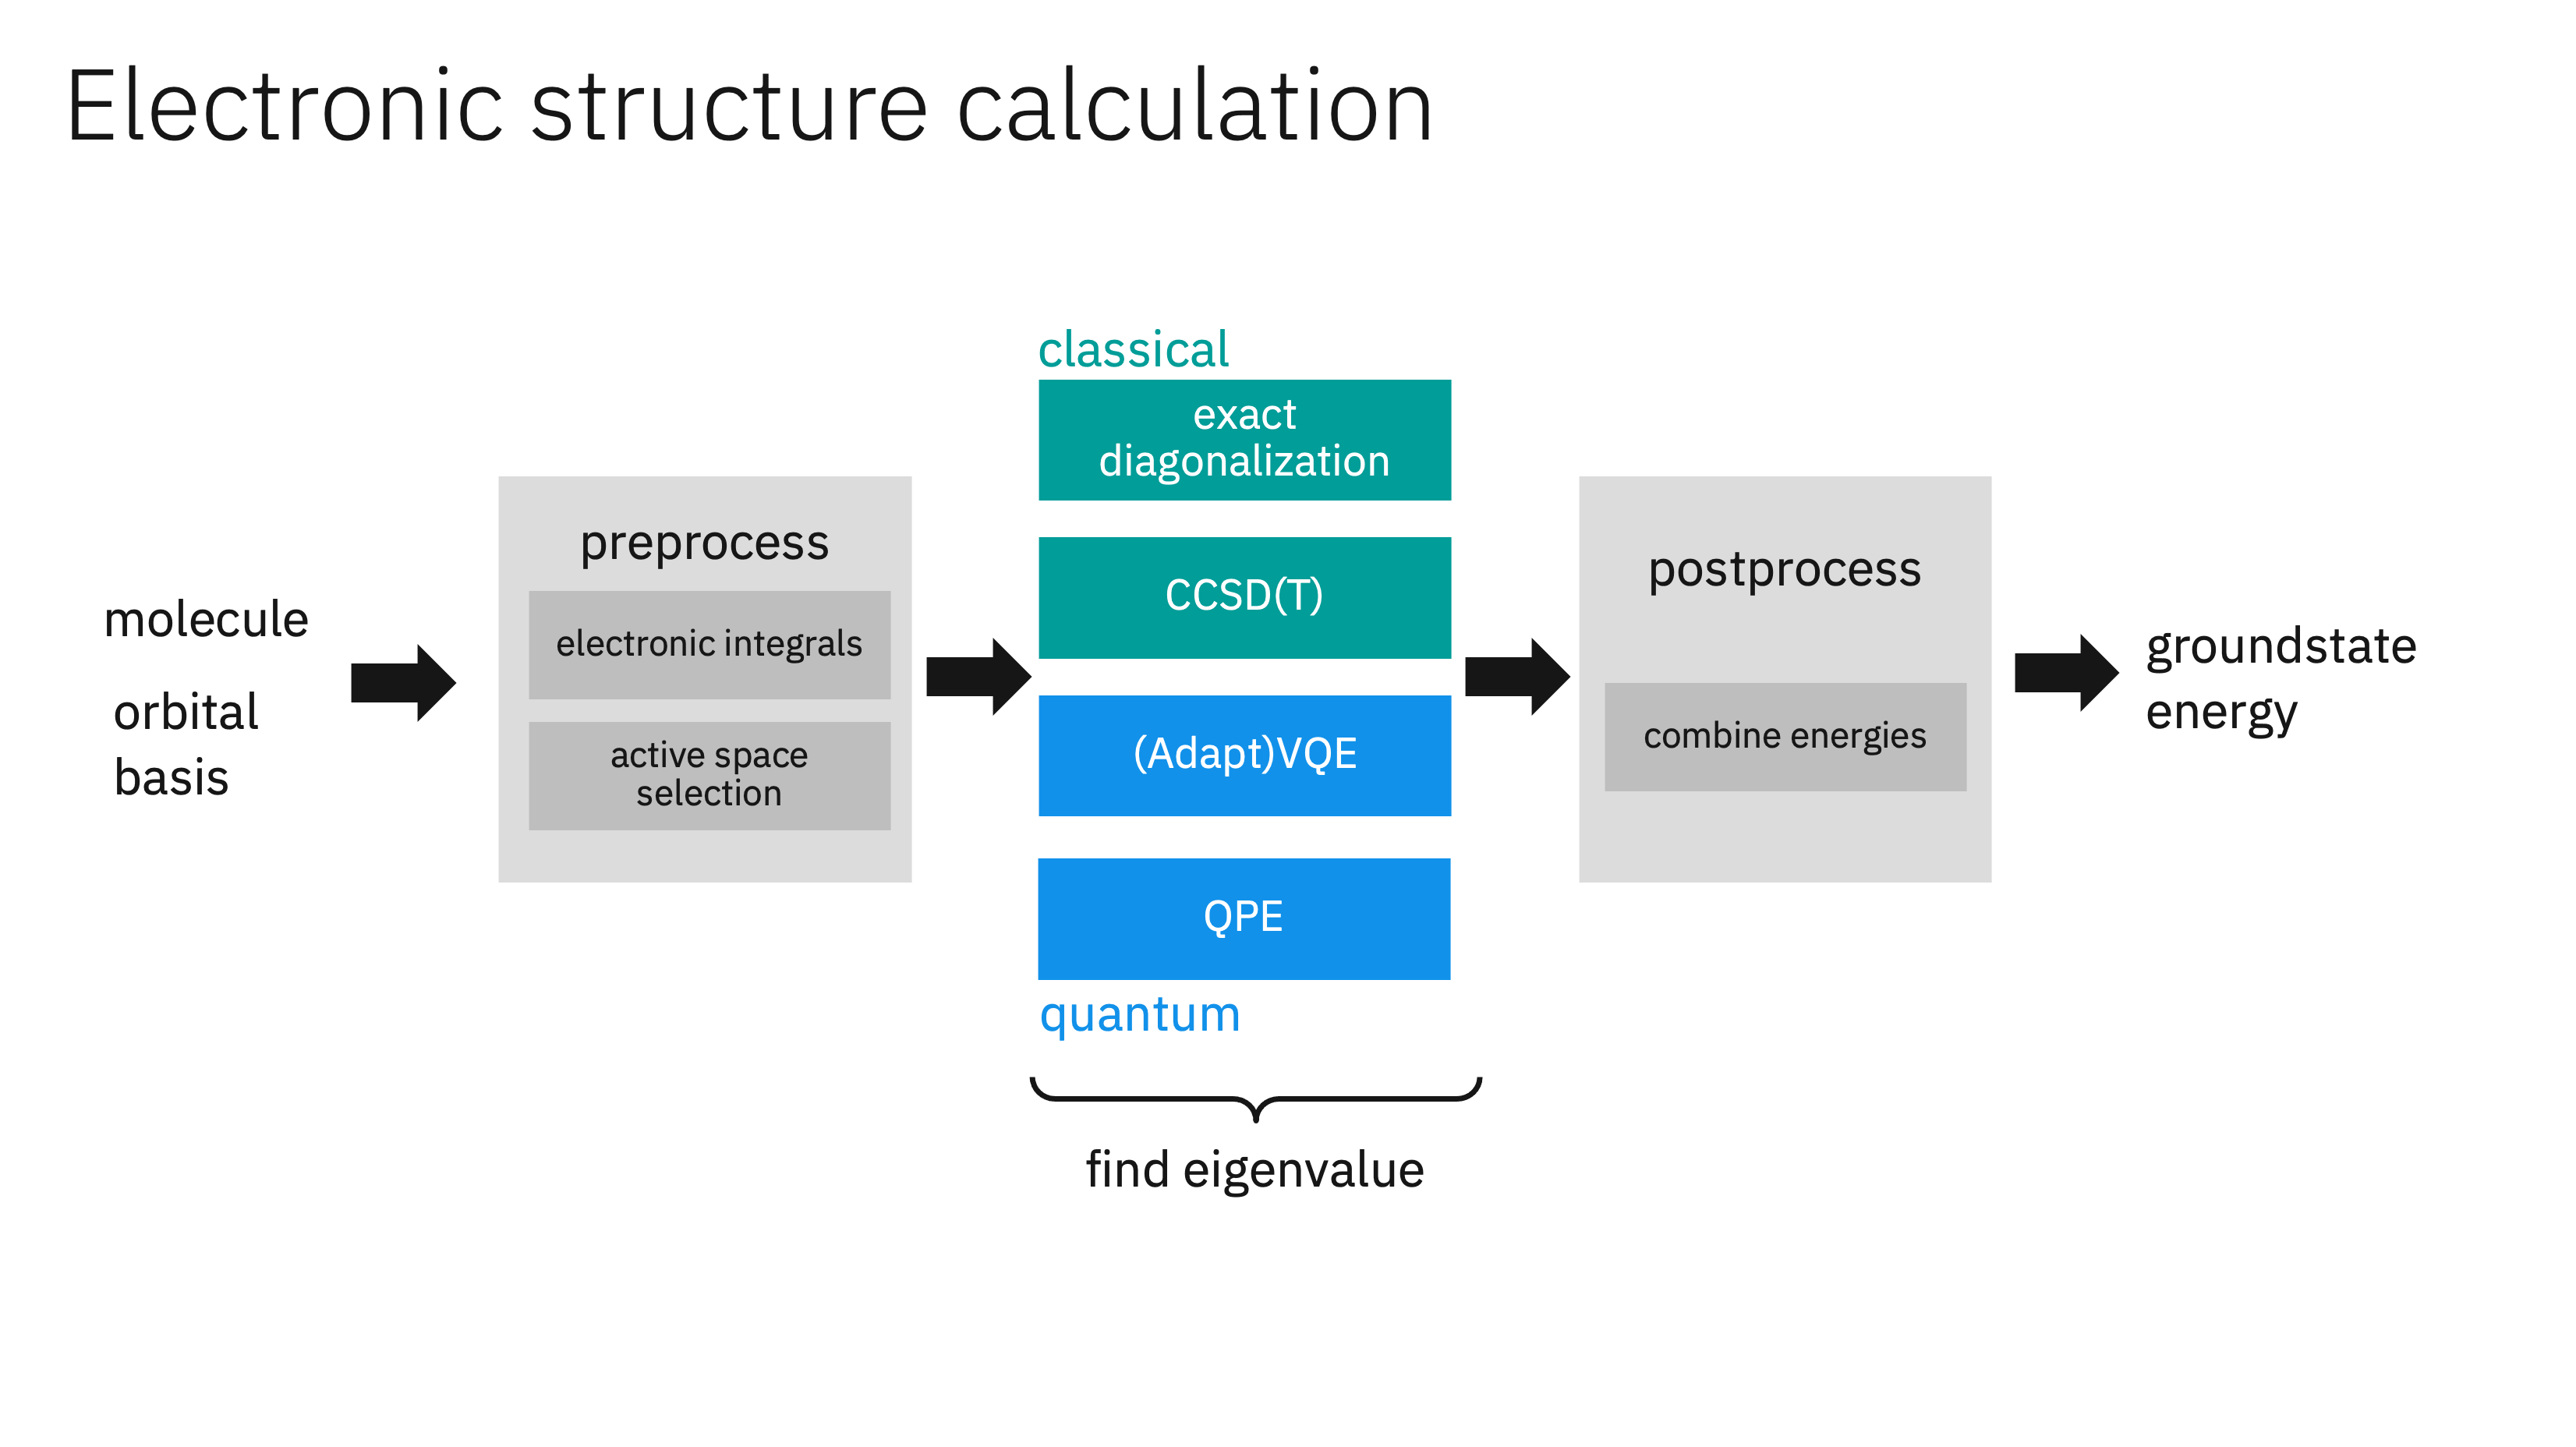 Electronic structure calculation
molecule
orbital
basis
preprocess
electronic integrals
active space
selection
classical
exact
diagonalization
CCSD(T)
(Adapt)VQE
QPE
quantum
find eigenvalue
postprocess
combine energies
groundstate
energy